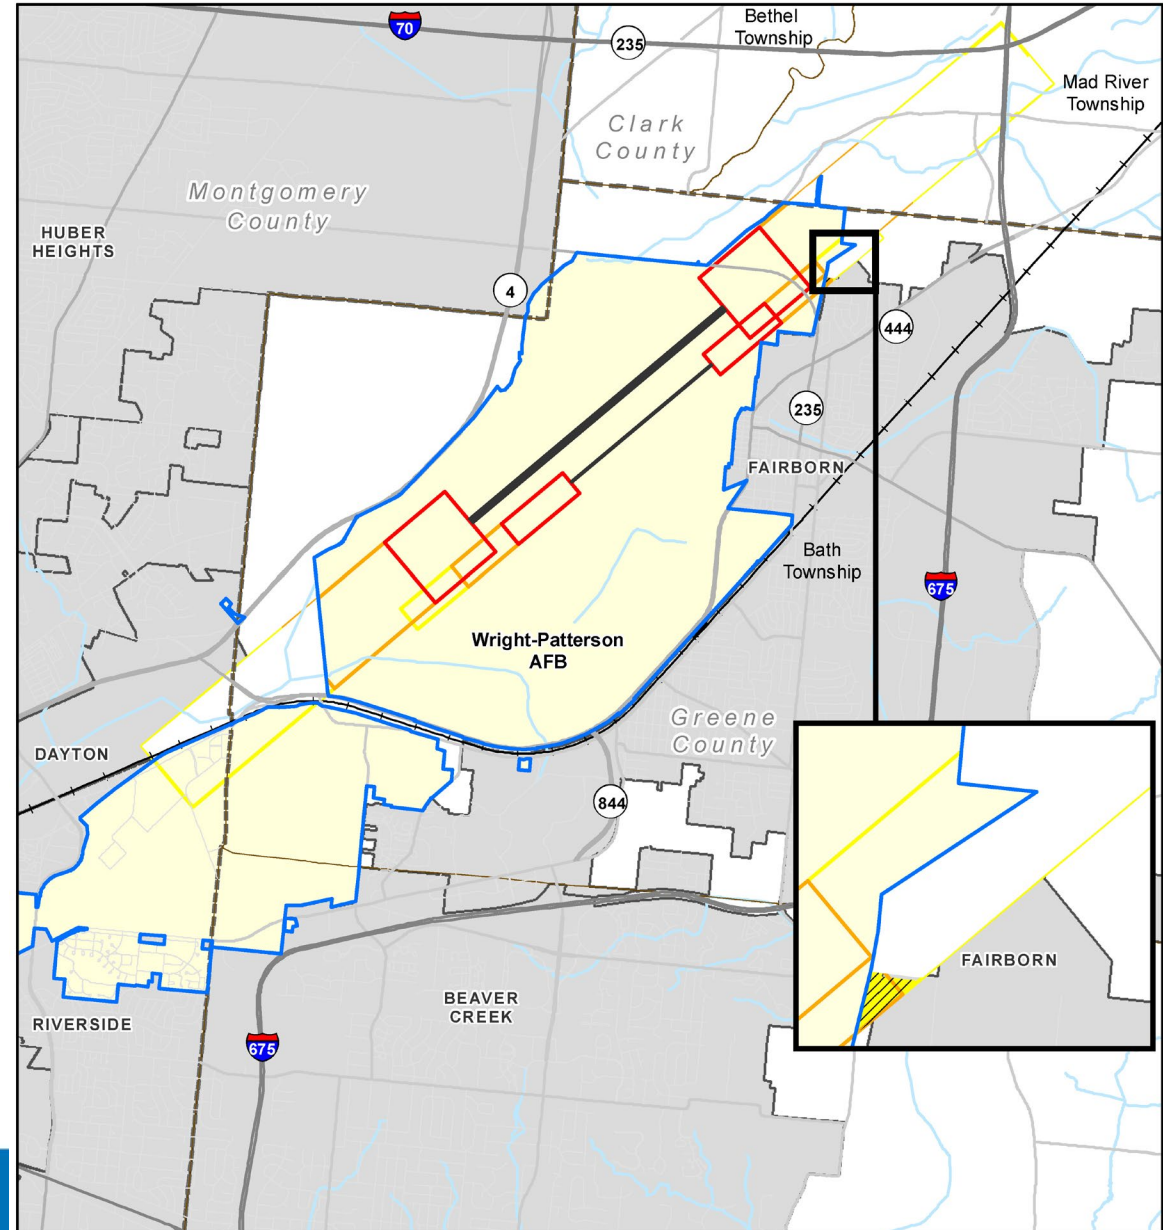 70
235
Bethel
Township
Mad River
Township
Clark
County
Montgomery
County
HUBER
HEIGHTS
4
444
235
FAIRBORN
Bath
Township
675
Wright-Patterson
AFB
Greene
County
DAYTON
844
FAIRBORN
BEAVER
CREEK
RIVERSIDE
675